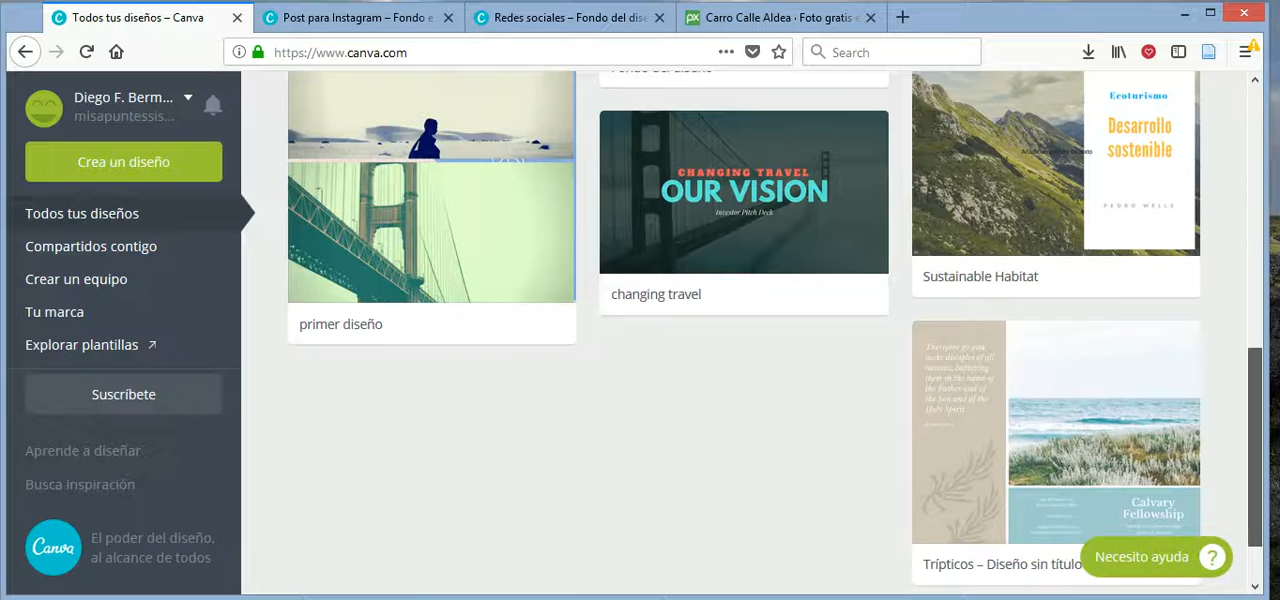 Todos tus diseños – Canva
Post para Instagram – Fondo e
Redes sociales – Fondo del dis
Carro Calle Aldea · Foto gratis e
https://www.canva.com
Search
Diego F. Berm...
misapuntessis...
Crea un diseño
Todos tus diseños
Compartidos contigo
Crear un equipo
Tu marca
Explorar plantillas
Suscríbete
Aprende a diseñar
Busca inspiración
Canva
El poder del diseño,
al alcance de todos
primer diseño
Fondo del diseño
CHANGING TRAVEL
OUR VISION
Investor Pitch Deck
changing travel
Ecoturismo
Desarrollo
sostenible
PEDRO WELLE
Sustainable Habitat
Therefore go and
make disciples of all
nations, baptizing
them in the name of
the Father and of
the Son and of the
Holy Spirit
Calvary
Fellowship
Trípticos – Diseño sin título
Necesito ayuda ?